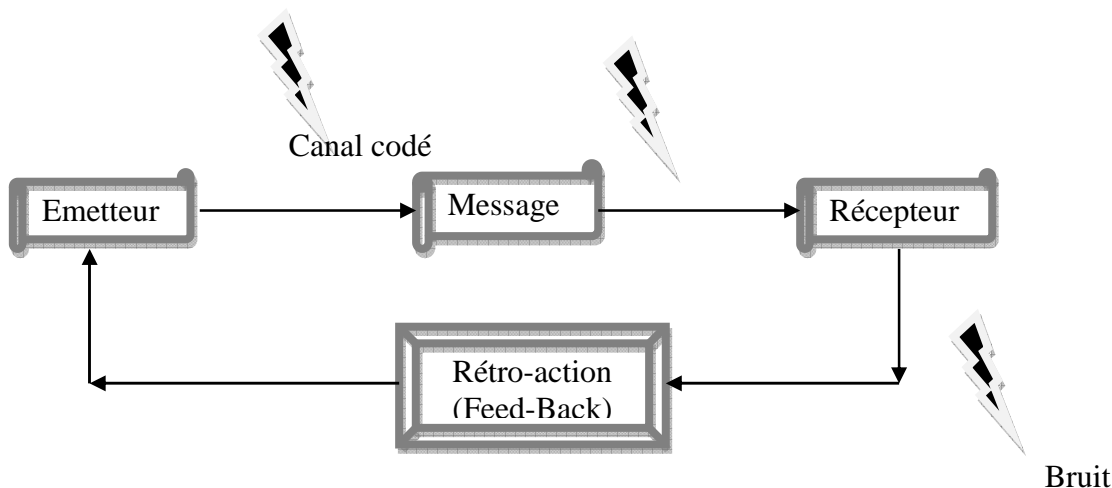 Canal codé
Emetteur
Message
Récepteur
Rétro-action
(Feed-Back)
Bruit